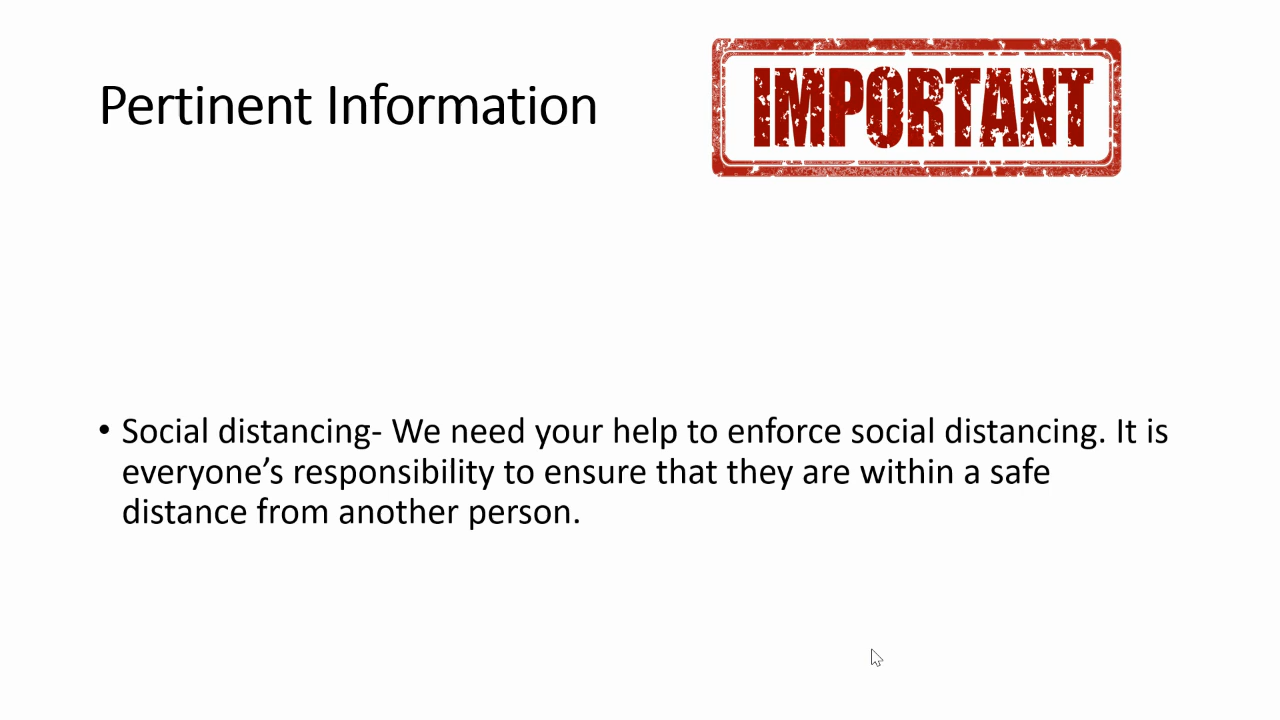 Pertinent Information
IMPORTANT
• Social distancing- We need your help to enforce social distancing. It is
everyone’s responsibility to ensure that they are within a safe
distance from another person.